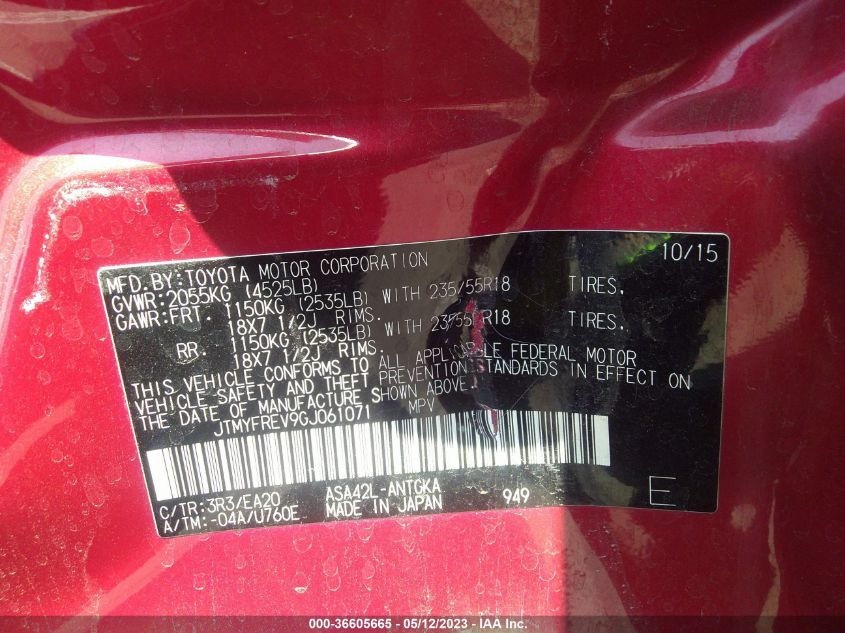 MFD.BY:TOYOTA MOTOR CORPORATION 10/15
GVWR:2055KG (4525LB)
GAWR:FRT. 1150KG (2535LB) WITH 235/55R18 TIRES.
18X7 1/2J RIMS.
RR. 1150KG (2535LB) WITH R18 TIRES.
18X7 1/2J RIMS.
THIS VEHICLE CONFORMS TO ALL FEDERAL MOTOR
VEHICLE SAFETY AND THEFT PREVENTION STANDARDS IN EFFECT ON
THE DATE OF MANUFACTURE SHOWN ABOVE.
JTMYFREV9GJ061071 MPV
C/TR:3R3/EA20 ASA42L-ANTGKA 949 E
A/TM:-04A/U760E MADE IN JAPAN
000-36605665 - 05/12/2023 - IAA Inc.